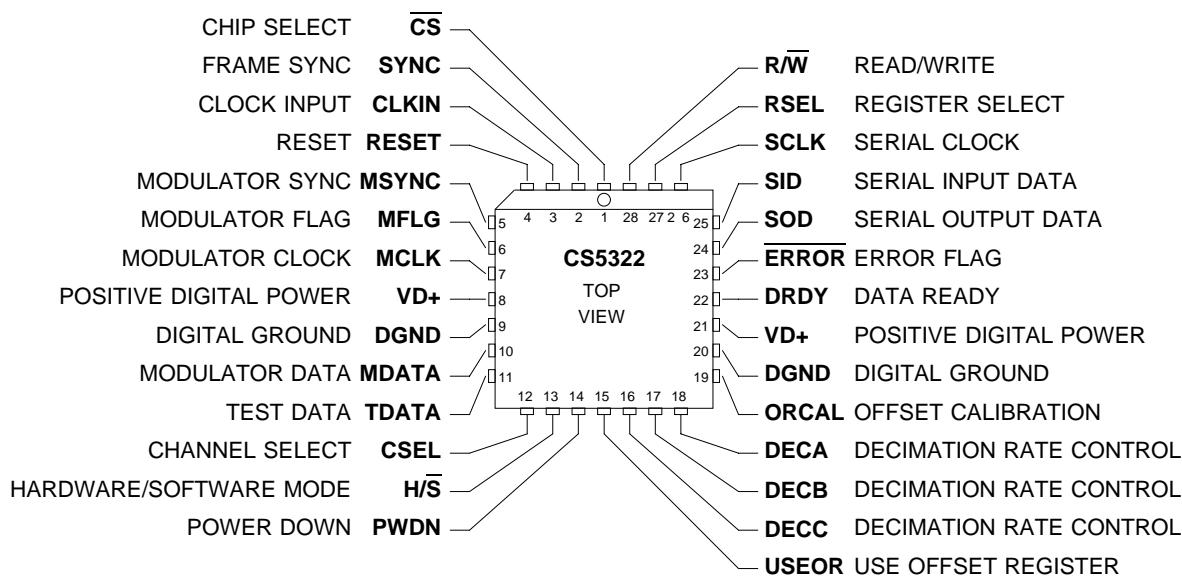 CHIP SELECT C̅S̅
FRAME SYNC SYNC
CLOCK INPUT CLKIN
RESET RESET
MODULATOR SYNC MSYNC
MODULATOR FLAG MFLG
MODULATOR CLOCK MCLK
POSITIVE DIGITAL POWER VD+
DIGITAL GROUND DGND
MODULATOR DATA MDATA
TEST DATA TDATA
CHANNEL SELECT CSEL
HARDWARE/SOFTWARE MODE H/S̅
POWER DOWN PWDN
4 3 2 1 28 27 2 6
5
6
7
8
9
10
11
CS5322
TOP
VIEW
25
24
23
22
21
20
19
12 13 14 15 16 17 18
R/W̅ READ/WRITE
RSEL REGISTER SELECT
SCLK SERIAL CLOCK
SID SERIAL INPUT DATA
SOD SERIAL OUTPUT DATA
E̅R̅R̅O̅R̅ ERROR FLAG
DRDY DATA READY
VD+ POSITIVE DIGITAL POWER
DGND DIGITAL GROUND
ORCAL OFFSET CALIBRATION
DECA DECIMATION RATE CONTROL
DECB DECIMATION RATE CONTROL
DECC DECIMATION RATE CONTROL
USEOR USE OFFSET REGISTER